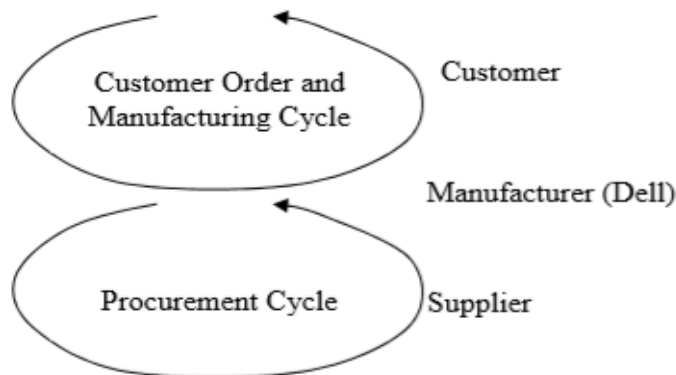 Customer Order and
Manufacturing Cycle
Customer
Manufacturer (Dell)
Procurement Cycle
Supplier